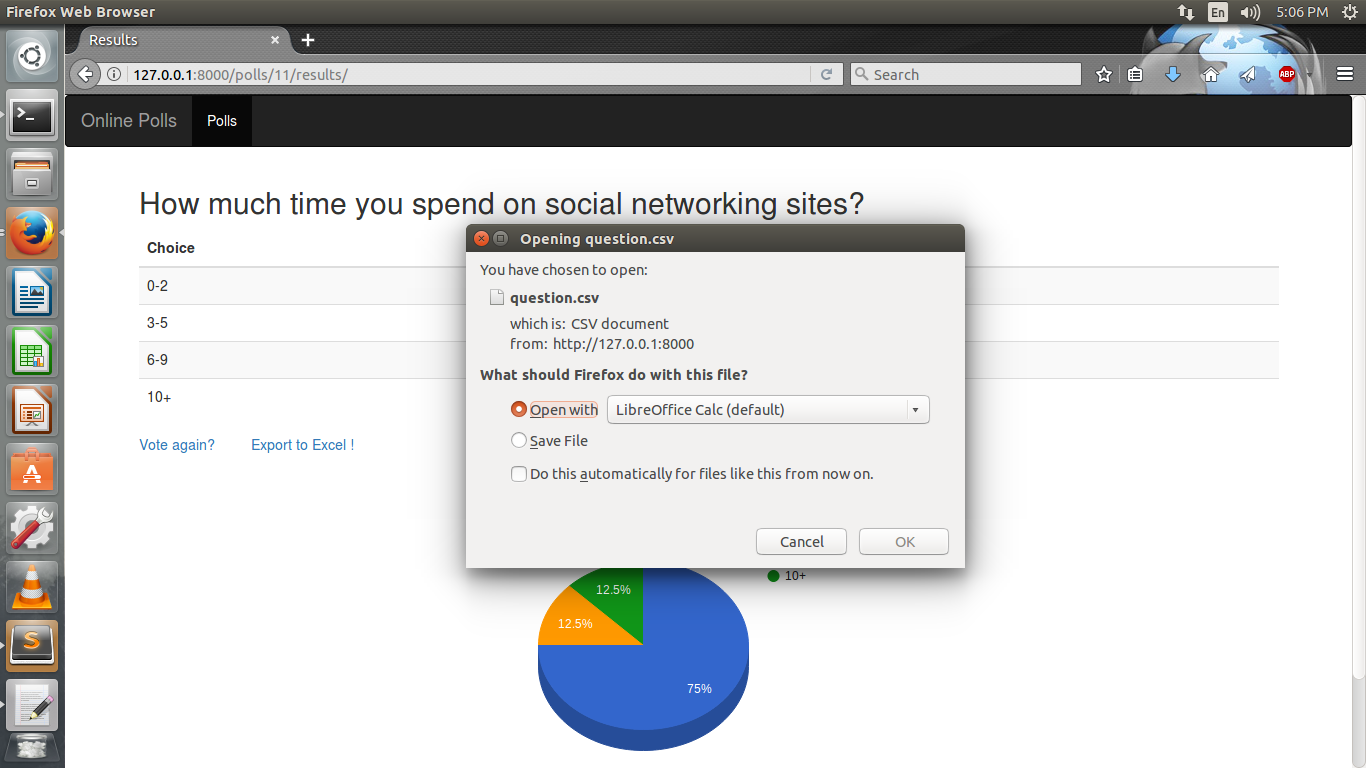 Firefox Web Browser
En
5:06 PM
Results
127.0.0.1:8000/polls/11/results/
Search
ABP
Online Polls
Polls
How much time you spend on social networking sites?
Choice
0-2
3-5
6-9
10+
Vote again?
Export to Excel !
Opening question.csv
You have chosen to open:
question.csv
which is: CSV document
from: http://127.0.0.1:8000
What should Firefox do with this file?
Open with
LibreOffice Calc (default)
Save File
Do this automatically for files like this from now on.
Cancel
OK
10+
12.5%
12.5%
75%